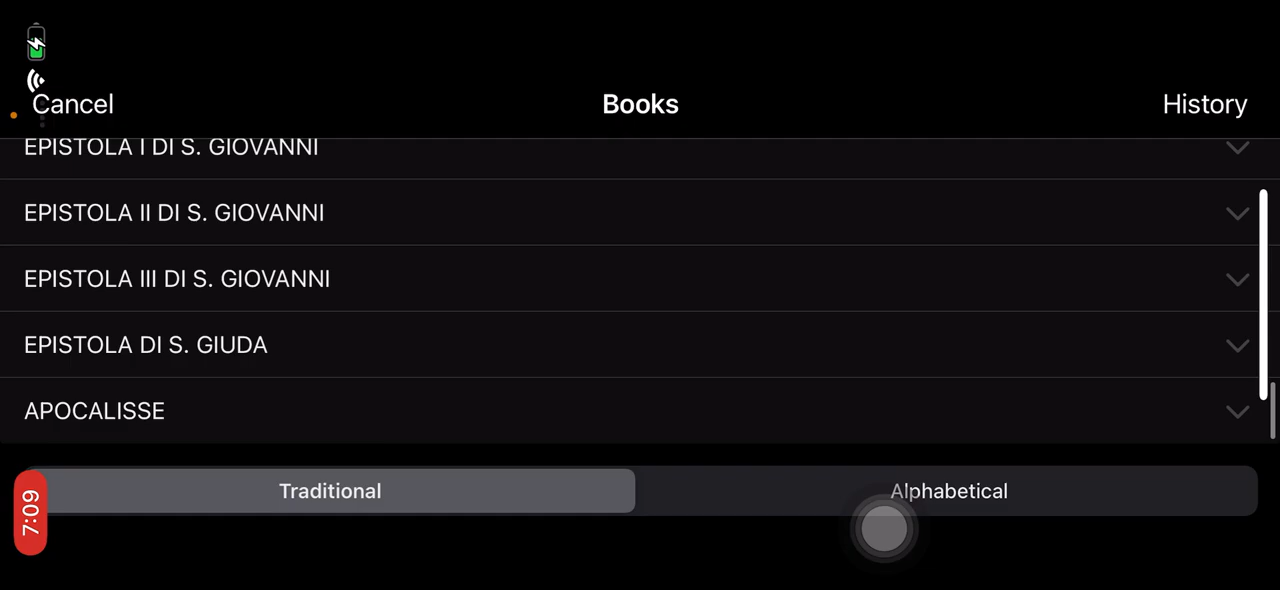 Cancel
Books
History
EPISTOLA I DI S. GIOVANNI
EPISTOLA II DI S. GIOVANNI
EPISTOLA III DI S. GIOVANNI
EPISTOLA DI S. GIUDA
APOCALISSE
Traditional
Alphabetical
7:09